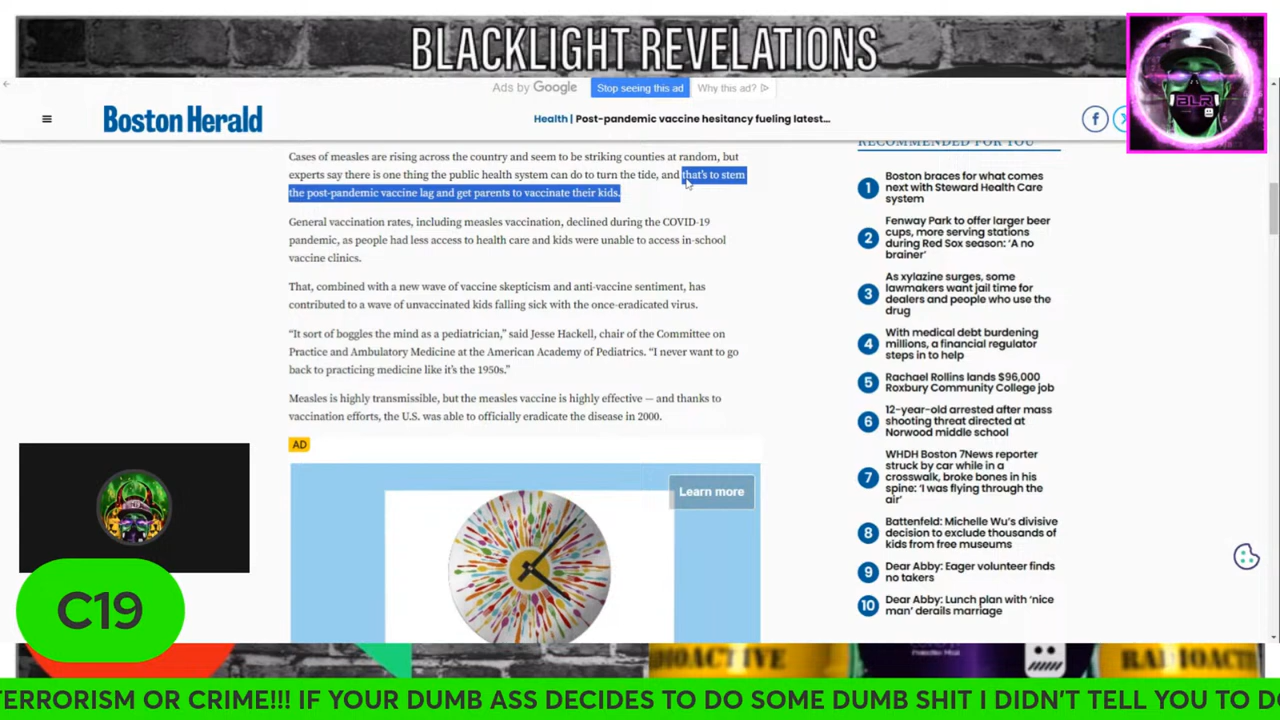 BLACKLIGHT REVELATIONS
BLR
Ads by Google
Stop seeing this ad
Why this ad?
Boston Herald
Health | Post-pandemic vaccine hesitancy fueling latest...
Cases of measles are rising across the country and seem to be striking counties at random, but
experts say there is one thing the public health system can do to turn the tide, and that's to stem
the post-pandemic vaccine lag and get parents to vaccinate their kids.
General vaccination rates, including measles vaccination, declined during the COVID-19
pandemic, as people had less access to health care and kids were unable to access in-school
vaccine clinics.
That, combined with a new wave of vaccine skepticism and anti-vaccine sentiment, has
contributed to a wave of unvaccinated kids falling sick with the once-eradicated virus.
“It sort of boggles the mind as a pediatrician,” said Jesse Hackell, chair of the Committee on
Practice and Ambulatory Medicine at the American Academy of Pediatrics. “I never want to go
back to practicing medicine like it's the 1950s.”
Measles is highly transmissible, but the measles vaccine is highly effective — and thanks to
vaccination efforts, the U.S. was able to officially eradicate the disease in 2000.
AD
Learn more
RECOMMENDED FOR YOU
1 Boston braces for what comes
next with Steward Health Care
system
2 Fenway Park to offer larger beer
cups, more serving stations
during Red Sox season: 'A no
brainer'
3 As xylazine surges, some
lawmakers want jail time for
dealers and people who use the
drug
4 With medical debt burdening
millions, a financial regulator
steps in to help
5 Rachael Rollins lands $96,000
Roxbury Community College job
6 12-year-old arrested after mass
shooting threat directed at
Norwood middle school
7 WHDH Boston 7News reporter
struck by car while in a
crosswalk, broke bones in his
spine: 'I was flying through the
air'
8 Battenfeld: Michelle Wu's divisive
decision to exclude thousands of
kids from free museums
9 Dear Abby: Eager volunteer finds
no takers
10 Dear Abby: Lunch plan with 'nice
man' derails marriage
C19
TERRORISM OR CRIME!!! IF YOUR DUMB ASS DECIDES TO DO SOME DUMB SHIT I DIDN'T TELL YOU TO DO